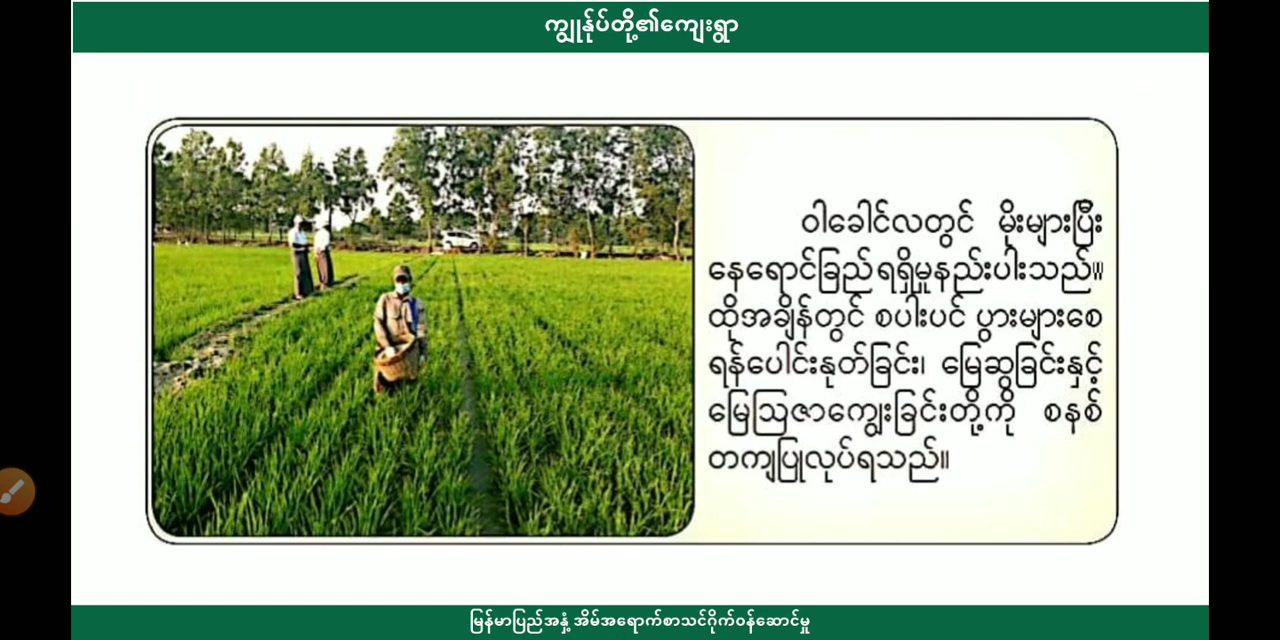 ကျွန်ုပ်တို့၏ကျေးရွာ
ဝါခေါင်လတွင် မိုးများပြီး
နေရောင်ခြည်ရရှိမှုနည်းပါးသည်။
ထိုအချိန်တွင် စပါးပင် ပွားများစေ
ရန်ပေါင်းနုတ်ခြင်း၊ မြေဆွခြင်းနှင့်
မြေဩဇာကျွေးခြင်းတို့ကို စနစ်
တကျပြုလုပ်ရသည်။
မြန်မာပြည်အနှံ့ အိမ်အရောက်စာသင်ဂိုက်ဝန်ဆောင်မှု